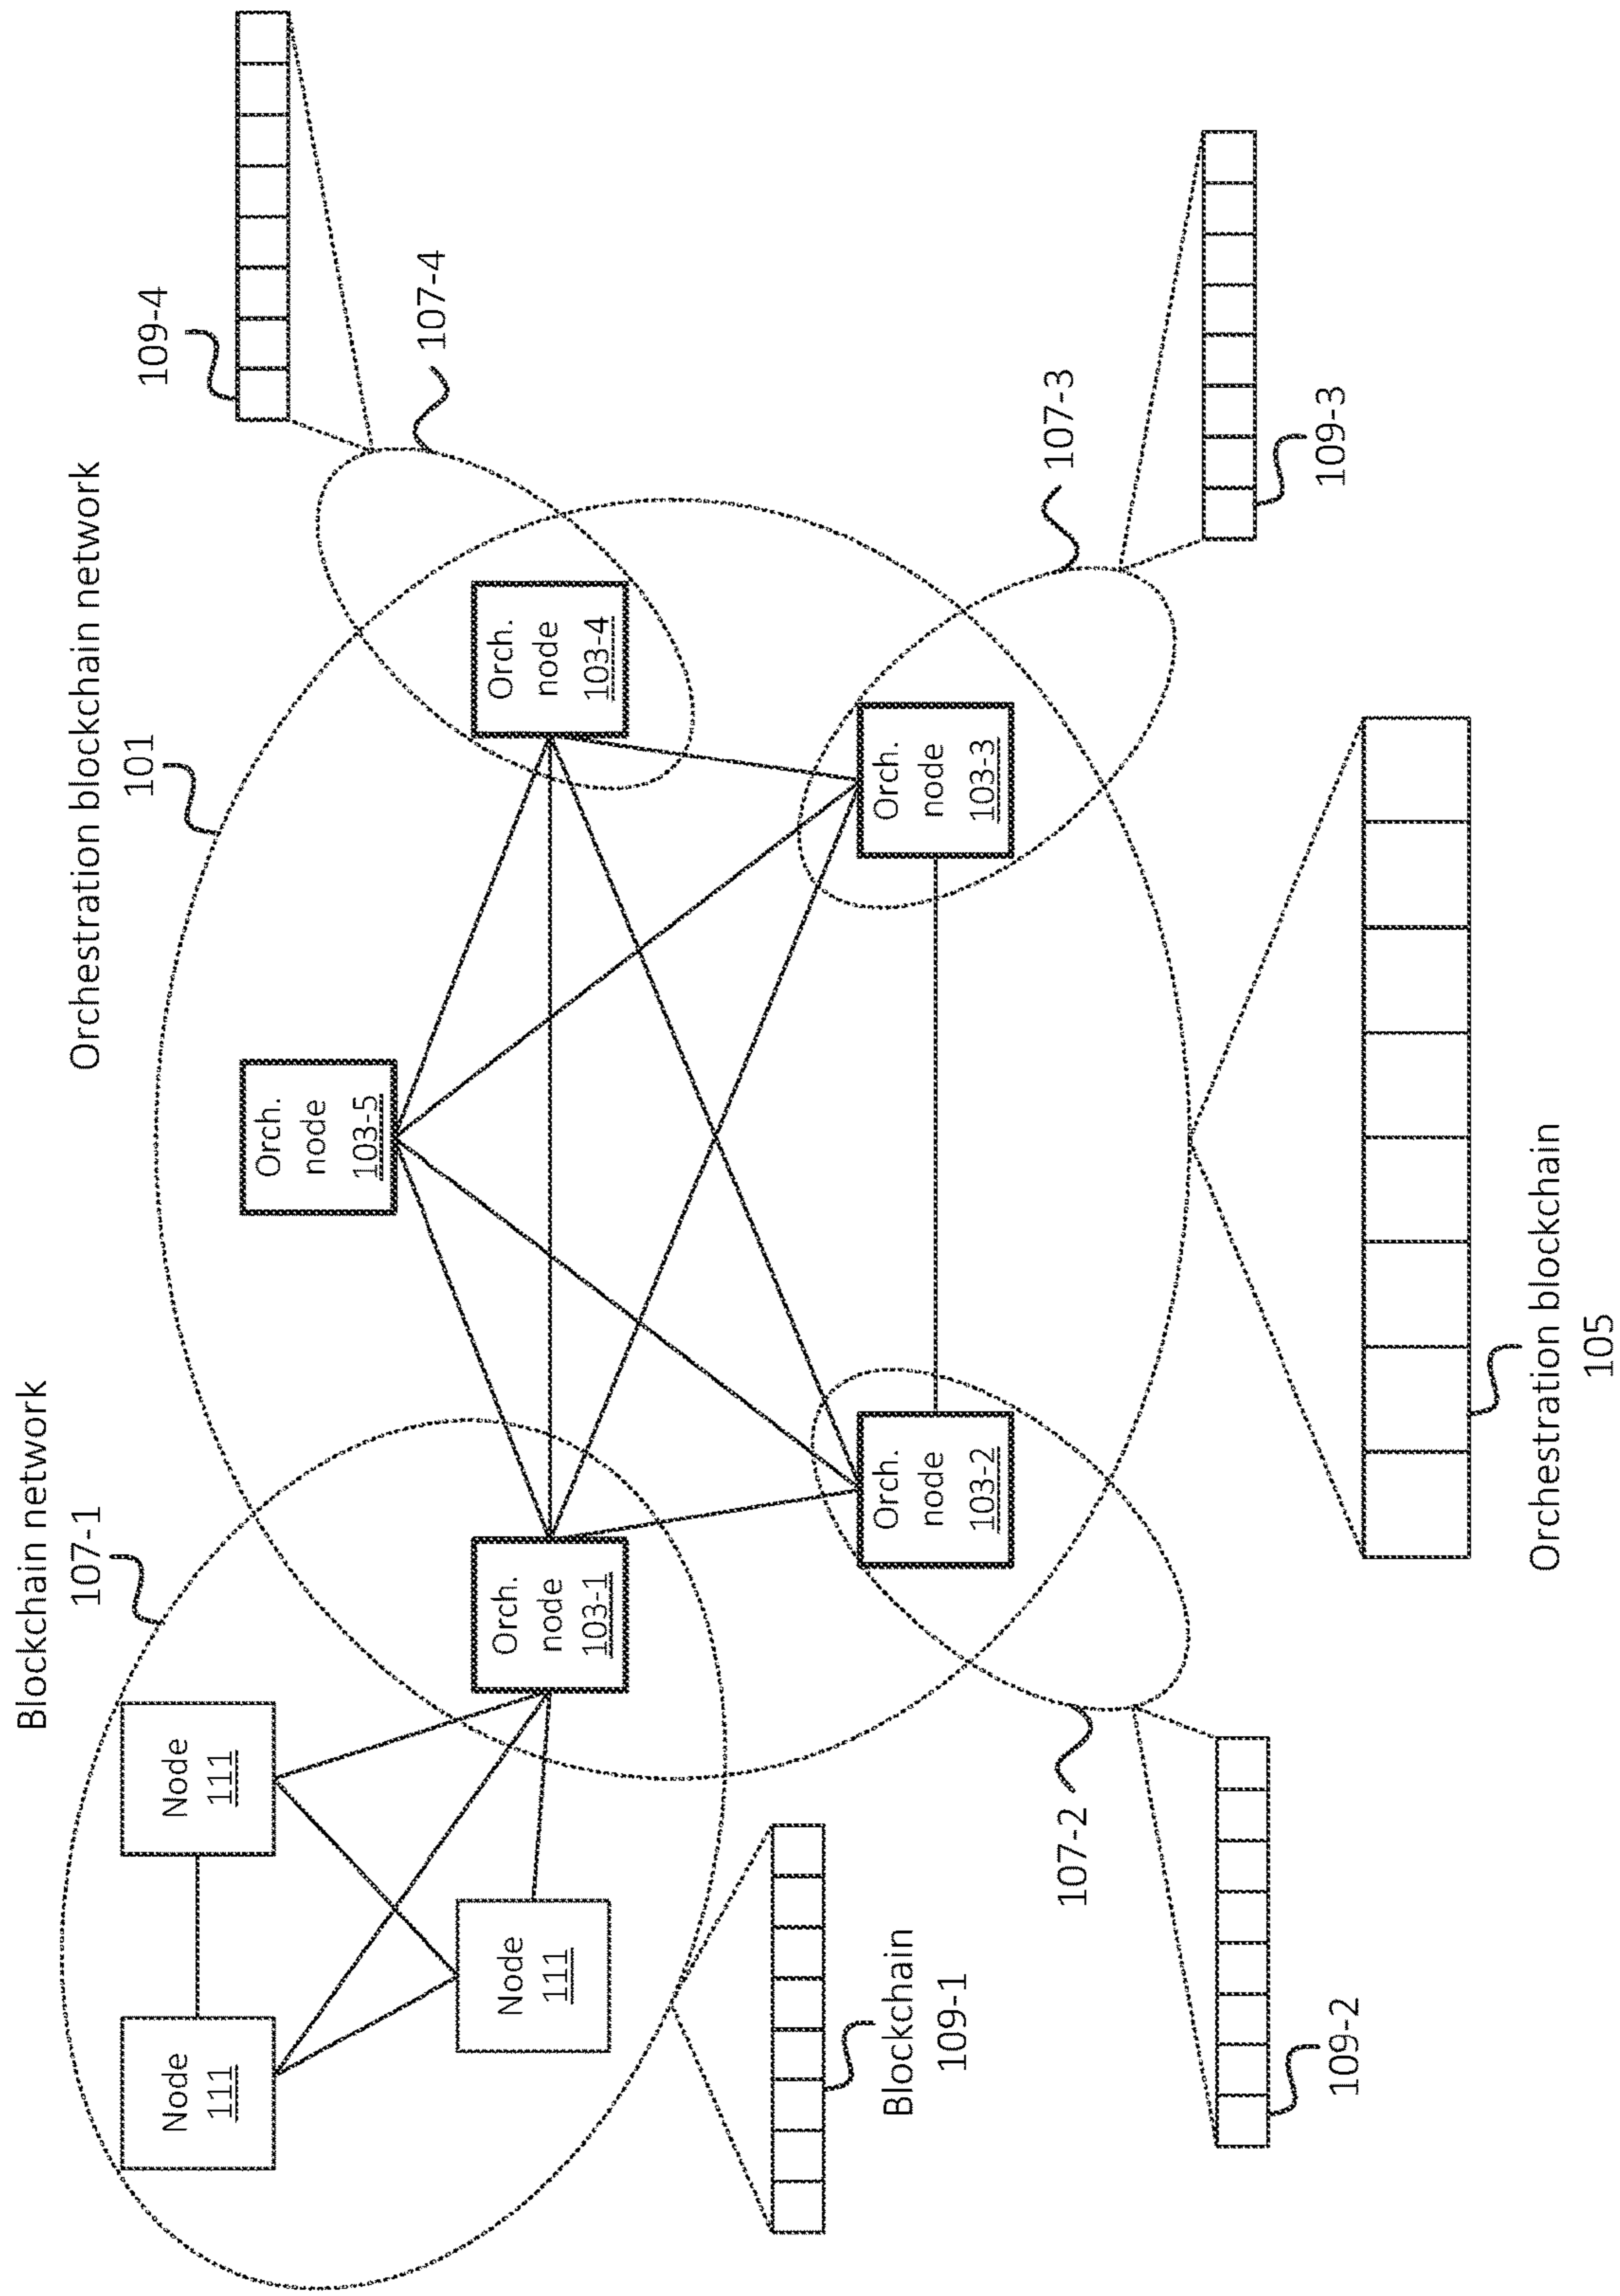 Blockchain network
107-1
Orchestration blockchain network
101
109-4
107-4
Node
111
Node
111
Node
111
Orch.
node
103-1
Orch.
node
103-5
Orch.
node
103-4
Orch.
node
103-2
Orch.
node
103-3
Blockchain
109-1
107-2
107-3
109-2
109-3
Orchestration blockchain
105